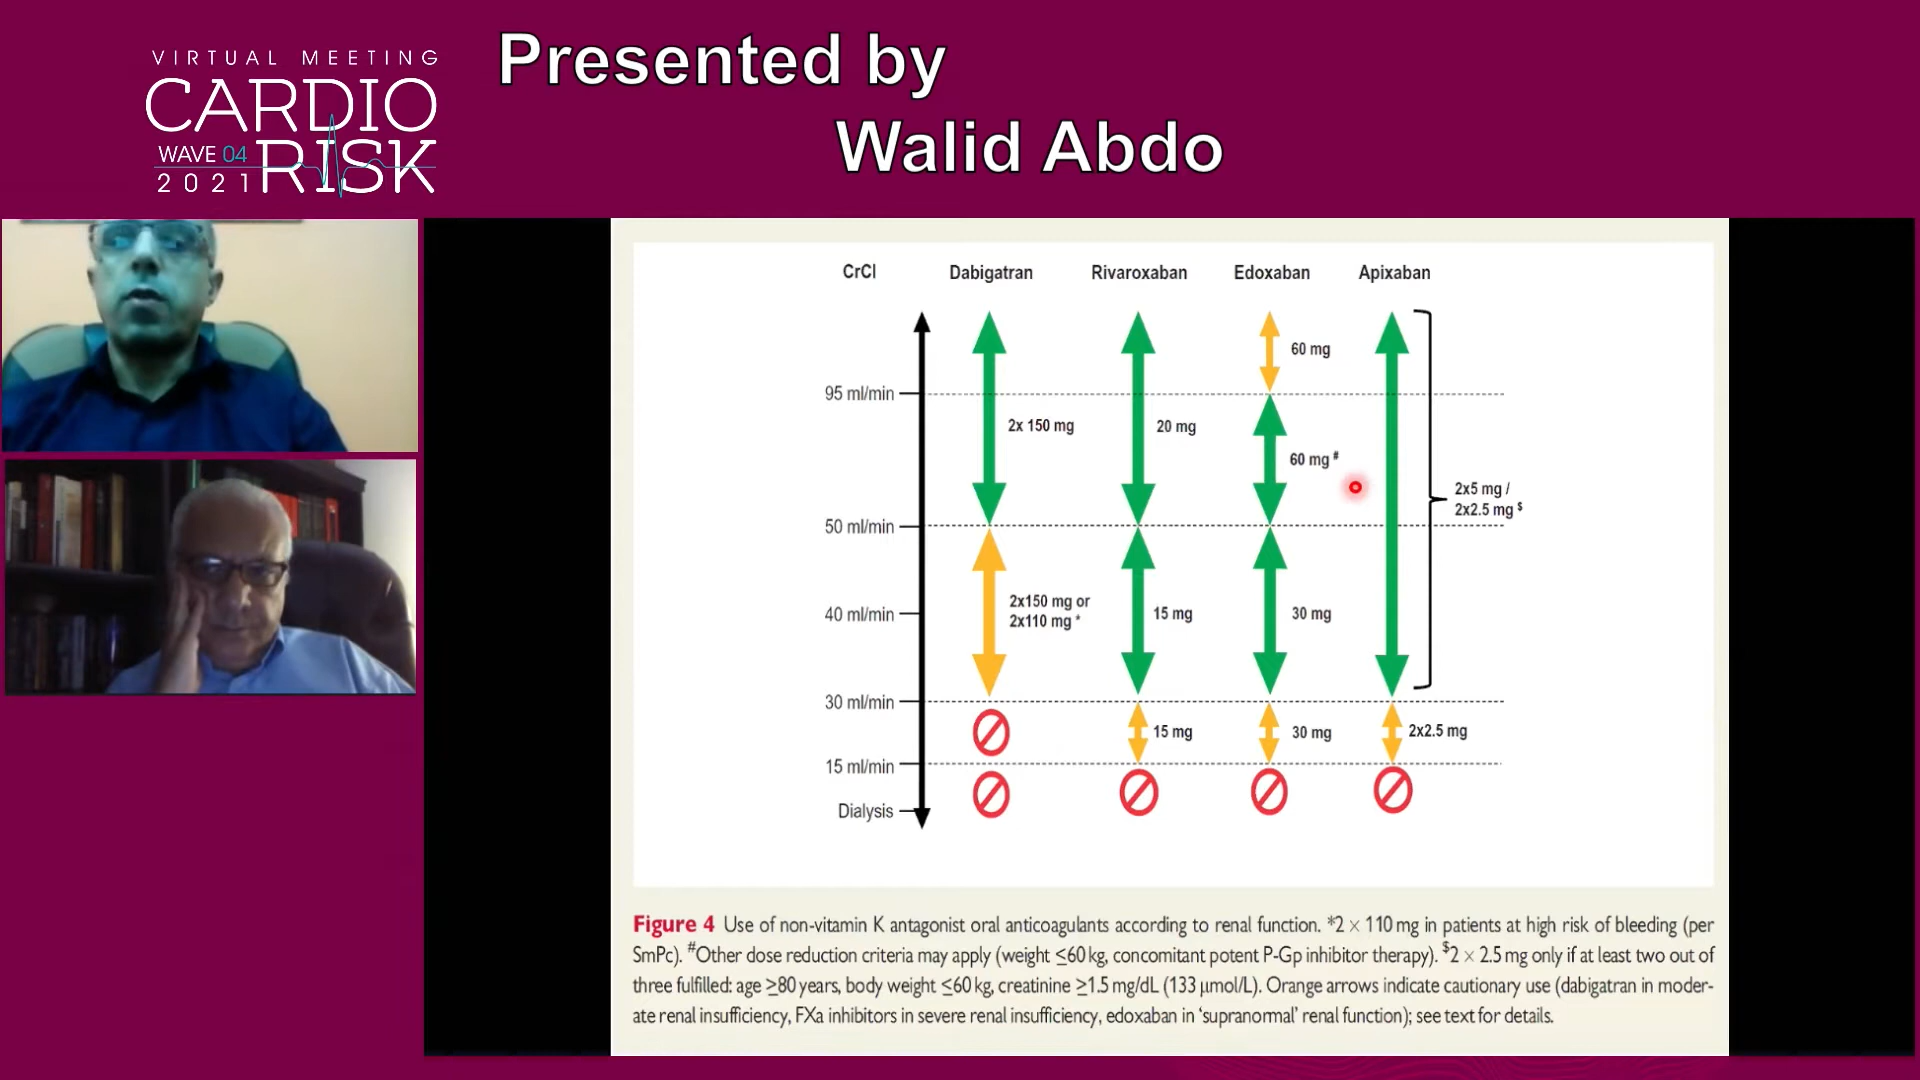 VIRTUAL MEETING
CARDIO
WAVE 04
RISK
2021
Presented by
Walid Abdo
CrCl
Dabigatran
Rivaroxaban
Edoxaban
Apixaban
60 mg
95 ml/min
2x 150 mg
20 mg
60 mg #
2x5 mg /
2x2.5 mg $
50 ml/min
2x150 mg or
2x110 mg *
40 ml/min
15 mg
30 mg
30 ml/min
15 mg
30 mg
2x2.5 mg
15 ml/min
Dialysis
Figure 4 Use of non-vitamin K antagonist oral anticoagulants according to renal function. *2 × 110 mg in patients at high risk of bleeding (per
SmPc). #Other dose reduction criteria may apply (weight ≤60 kg, concomitant potent P-Gp inhibitor therapy). $2 × 2.5 mg only if at least two out of
three fulfilled: age ≥80 years, body weight ≤60 kg, creatinine ≥1.5 mg/dL (133 μmol/L). Orange arrows indicate cautionary use (dabigatran in moder-
ate renal insufficiency, FXa inhibitors in severe renal insufficiency, edoxaban in ‘supranormal’ renal function); see text for details.